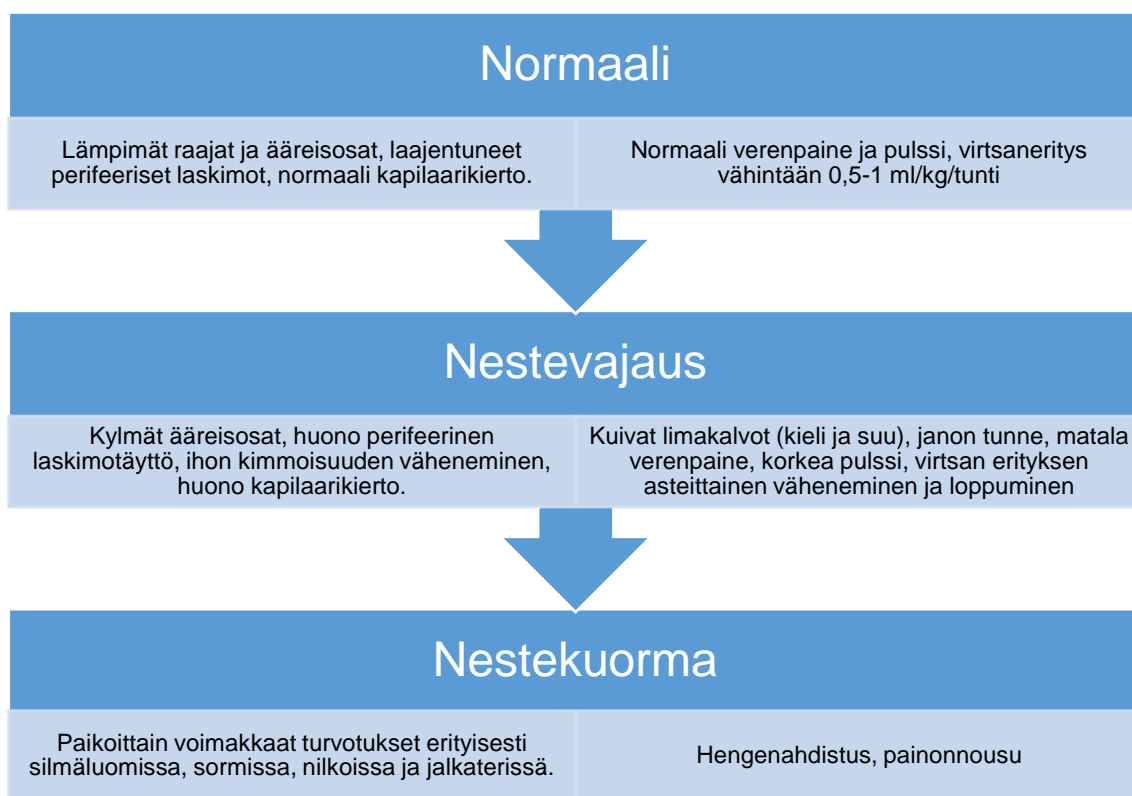 Normaali
Lämpimät raajat ja ääreisosat, laajentuneet
perifeeriset laskimot, normaali kapilaarikierto.
Normaali verenpaine ja pulssi, virtsaneritys
vähintään 0,5-1 ml/kg/tunti
Nestevajaus
Kylmät ääreisosat, huono perifeerinen
laskimotäyttö, ihon kimmoisuuden väheneminen,
huono kapilaarikierto.
Kuivat limakalvot (kieli ja suu), janon tunne, matala
verenpaine, korkea pulssi, virtsan erityksen
asteittainen väheneminen ja loppuminen
Nestekuorma
Paikoittain voimakkaat turvotukset erityisesti
silmäluomissa, sormissa, nilkoissa ja jalkaterissä.
Hengenahdistus, painonnousu